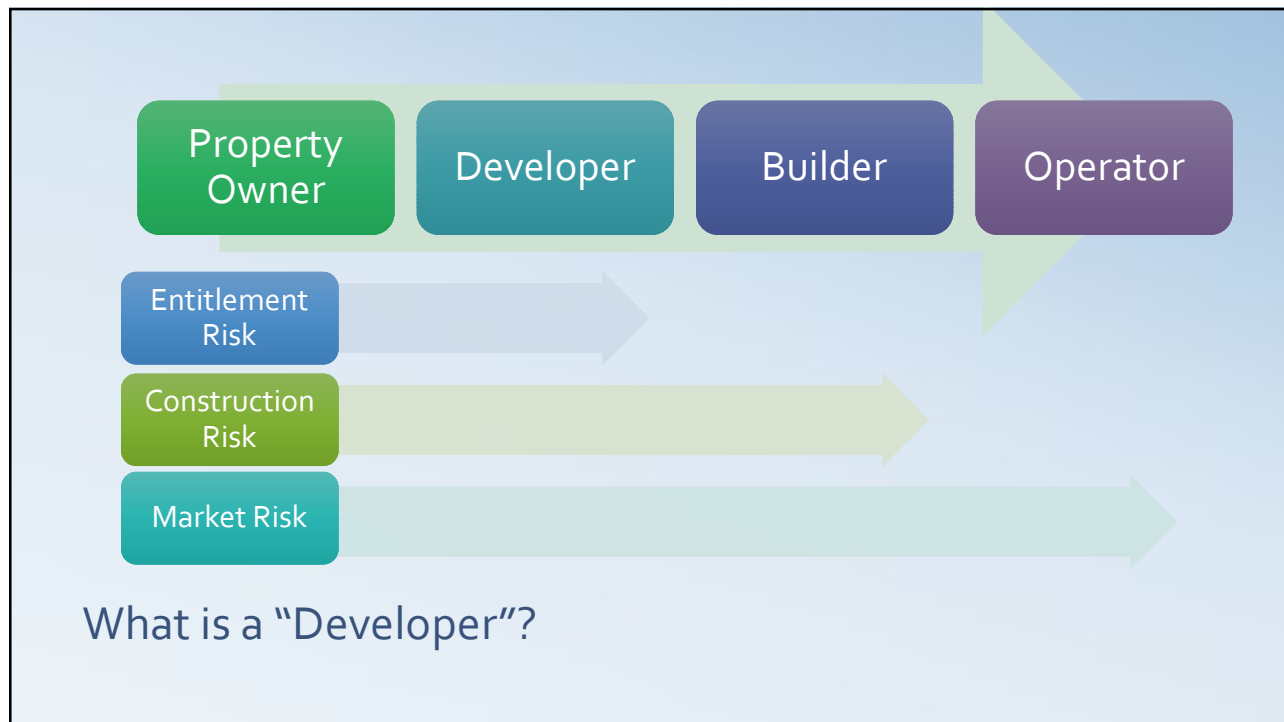 Property
Owner
Developer
Builder
Operator
Entitlement
Risk
Construction
Risk
Market Risk
What is a “Developer”?